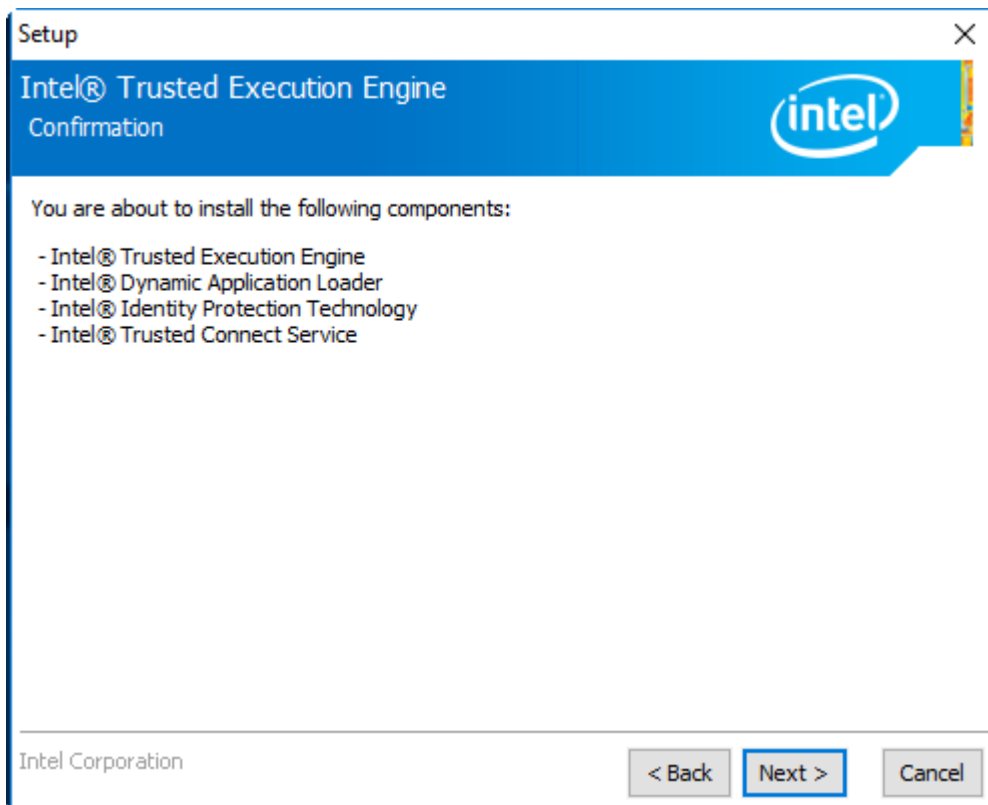 Setup
Intel® Trusted Execution Engine
Confirmation
intel
You are about to install the following components:
- Intel® Trusted Execution Engine
- Intel® Dynamic Application Loader
- Intel® Identity Protection Technology
- Intel® Trusted Connect Service
Intel Corporation
< Back Next > Cancel